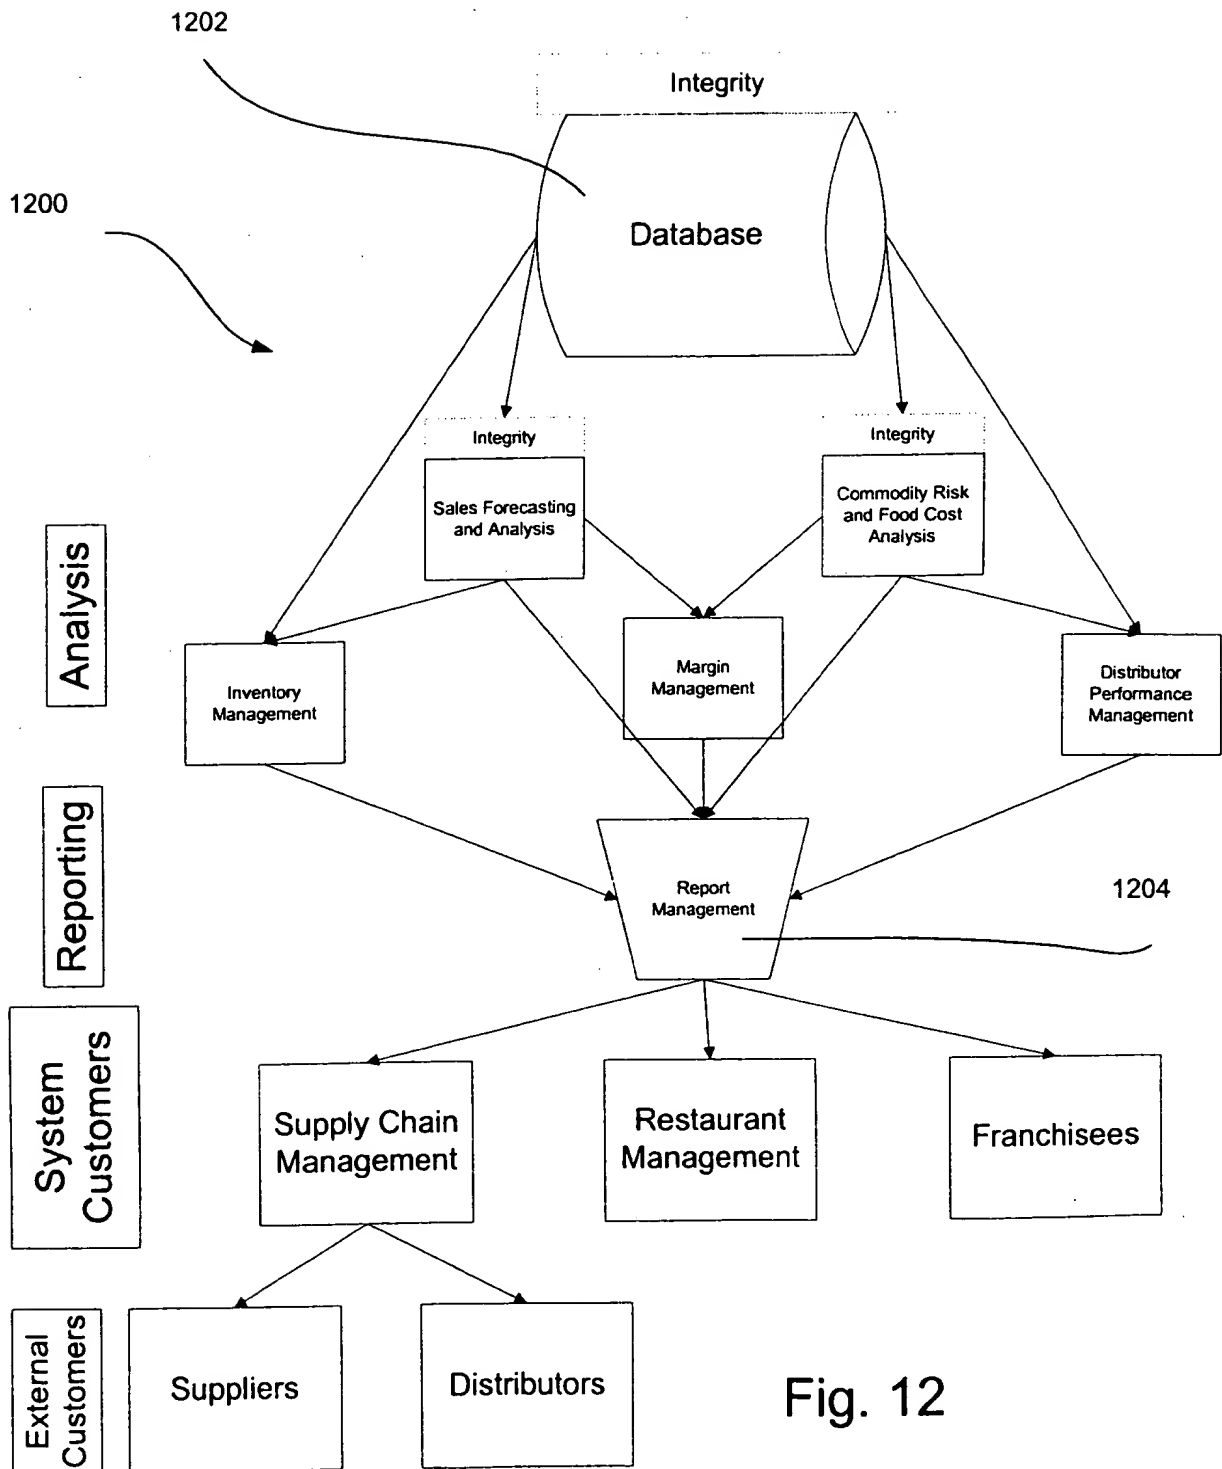 1202
Integrity
1200
Database
Integrity
Integrity
Sales Forecasting
and Analysis
Commodity Risk
and Food Cost
Analysis
Analysis
Inventory
Management
Margin
Management
Distributor
Performance
Management
Reporting
Report
Management
1204
System
Customers
Supply Chain
Management
Restaurant
Management
Franchisees
External
Customers
Suppliers
Distributors
Fig. 12